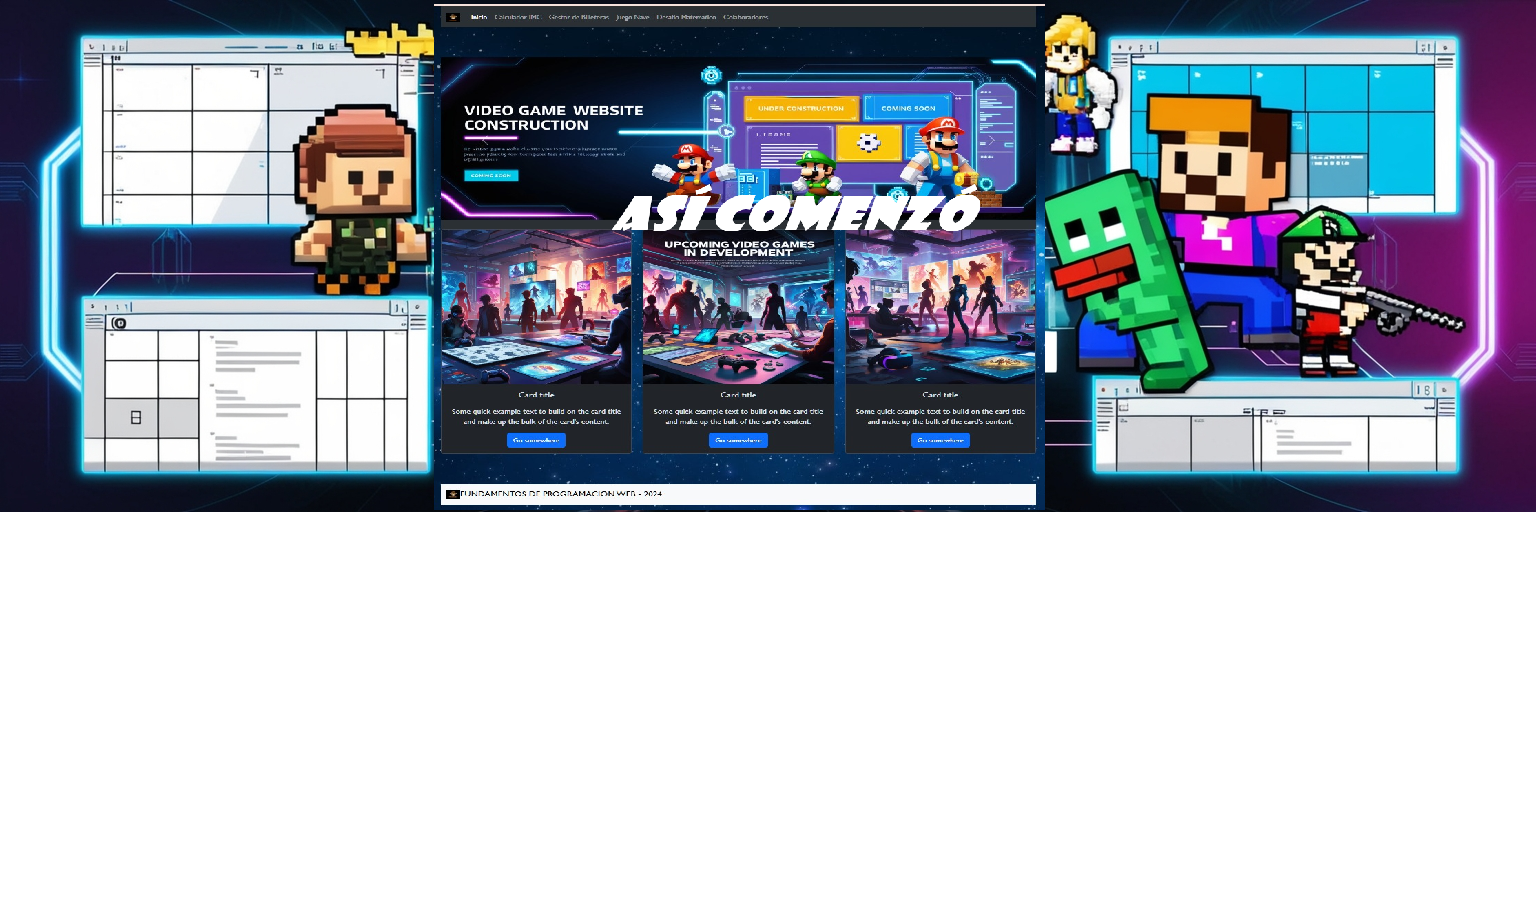 Inicio Calculador IMC Gestor de Billeteras Juego Nave Desafio Matematico Colaboradores
VIDEO GAME WEBSITE
CONSTRUCTION
COMING SOON
UNDER CONSTRUCTION
COMING SOON
ASÍ COMENZÓ
UPCOMING VIDEO GAMES
IN DEVELOPMENT
Card title
Some quick example text to build on the card title
and make up the bulk of the card's content.
Go somewhere
Card title
Some quick example text to build on the card title
and make up the bulk of the card's content.
Go somewhere
Card title
Some quick example text to build on the card title
and make up the bulk of the card's content.
Go somewhere
FUNDAMENTOS DE PROGRAMACION WEB - 2024